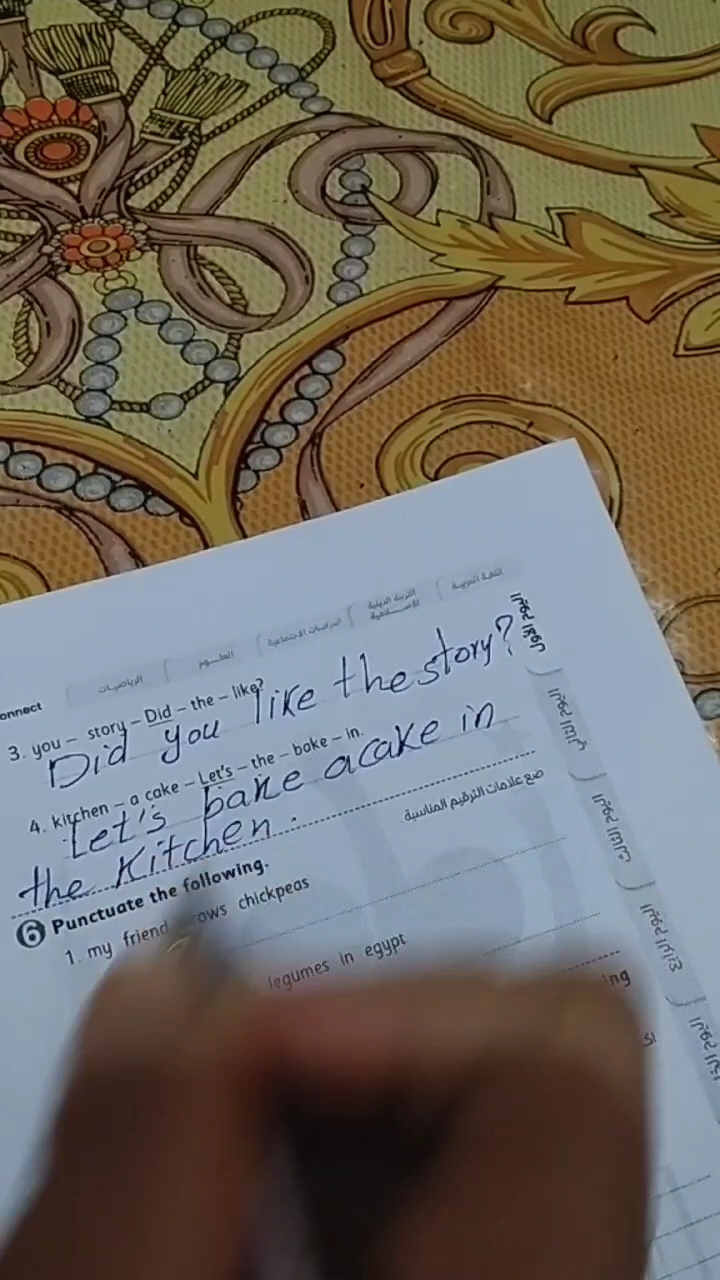 onnect
الرياضيات
العلوم
الدراسات الاجتماعية
التربية الدينية الإسلامية
اللغة العربية
اليوم الأول
3. you – story – Did – the – like?
Did you like the story?
اليوم الثاني
4. kitchen – a cake – Let's – the – bake – in.
Let's bake a cake in
the Kitchen.
اليوم الثالث
6 Punctuate the following.
ضع علامات الترقيم المناسبة
1. my friend rows chickpeas
اليوم الرابع
legumes in egypt
ing